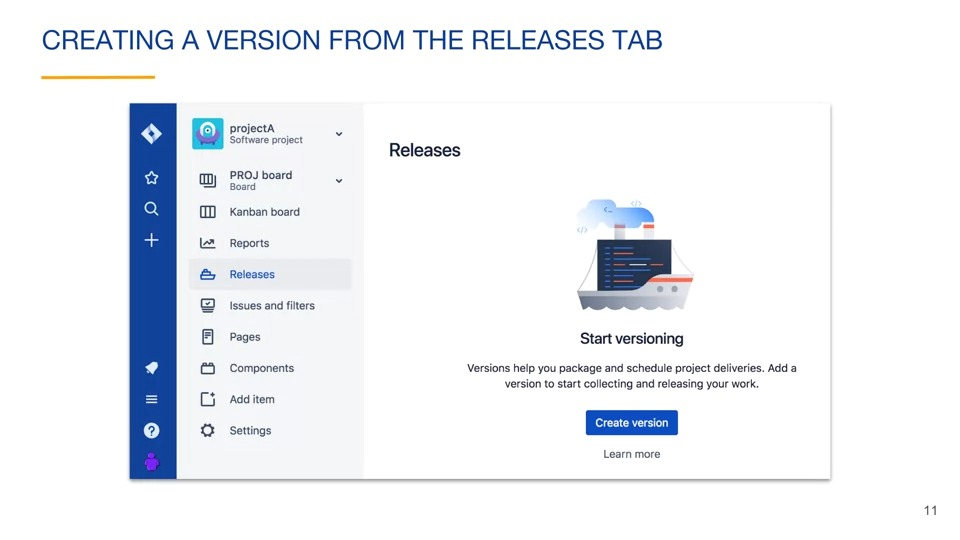 CREATING A VERSION FROM THE RELEASES TAB
projectA
Software project
PROJ board
Board
Kanban board
Reports
Releases
Issues and filters
Pages
Components
Add item
Settings
Releases
Start versioning
Versions help you package and schedule project deliveries. Add a
version to start collecting and releasing your work.
Create version
Learn more
11